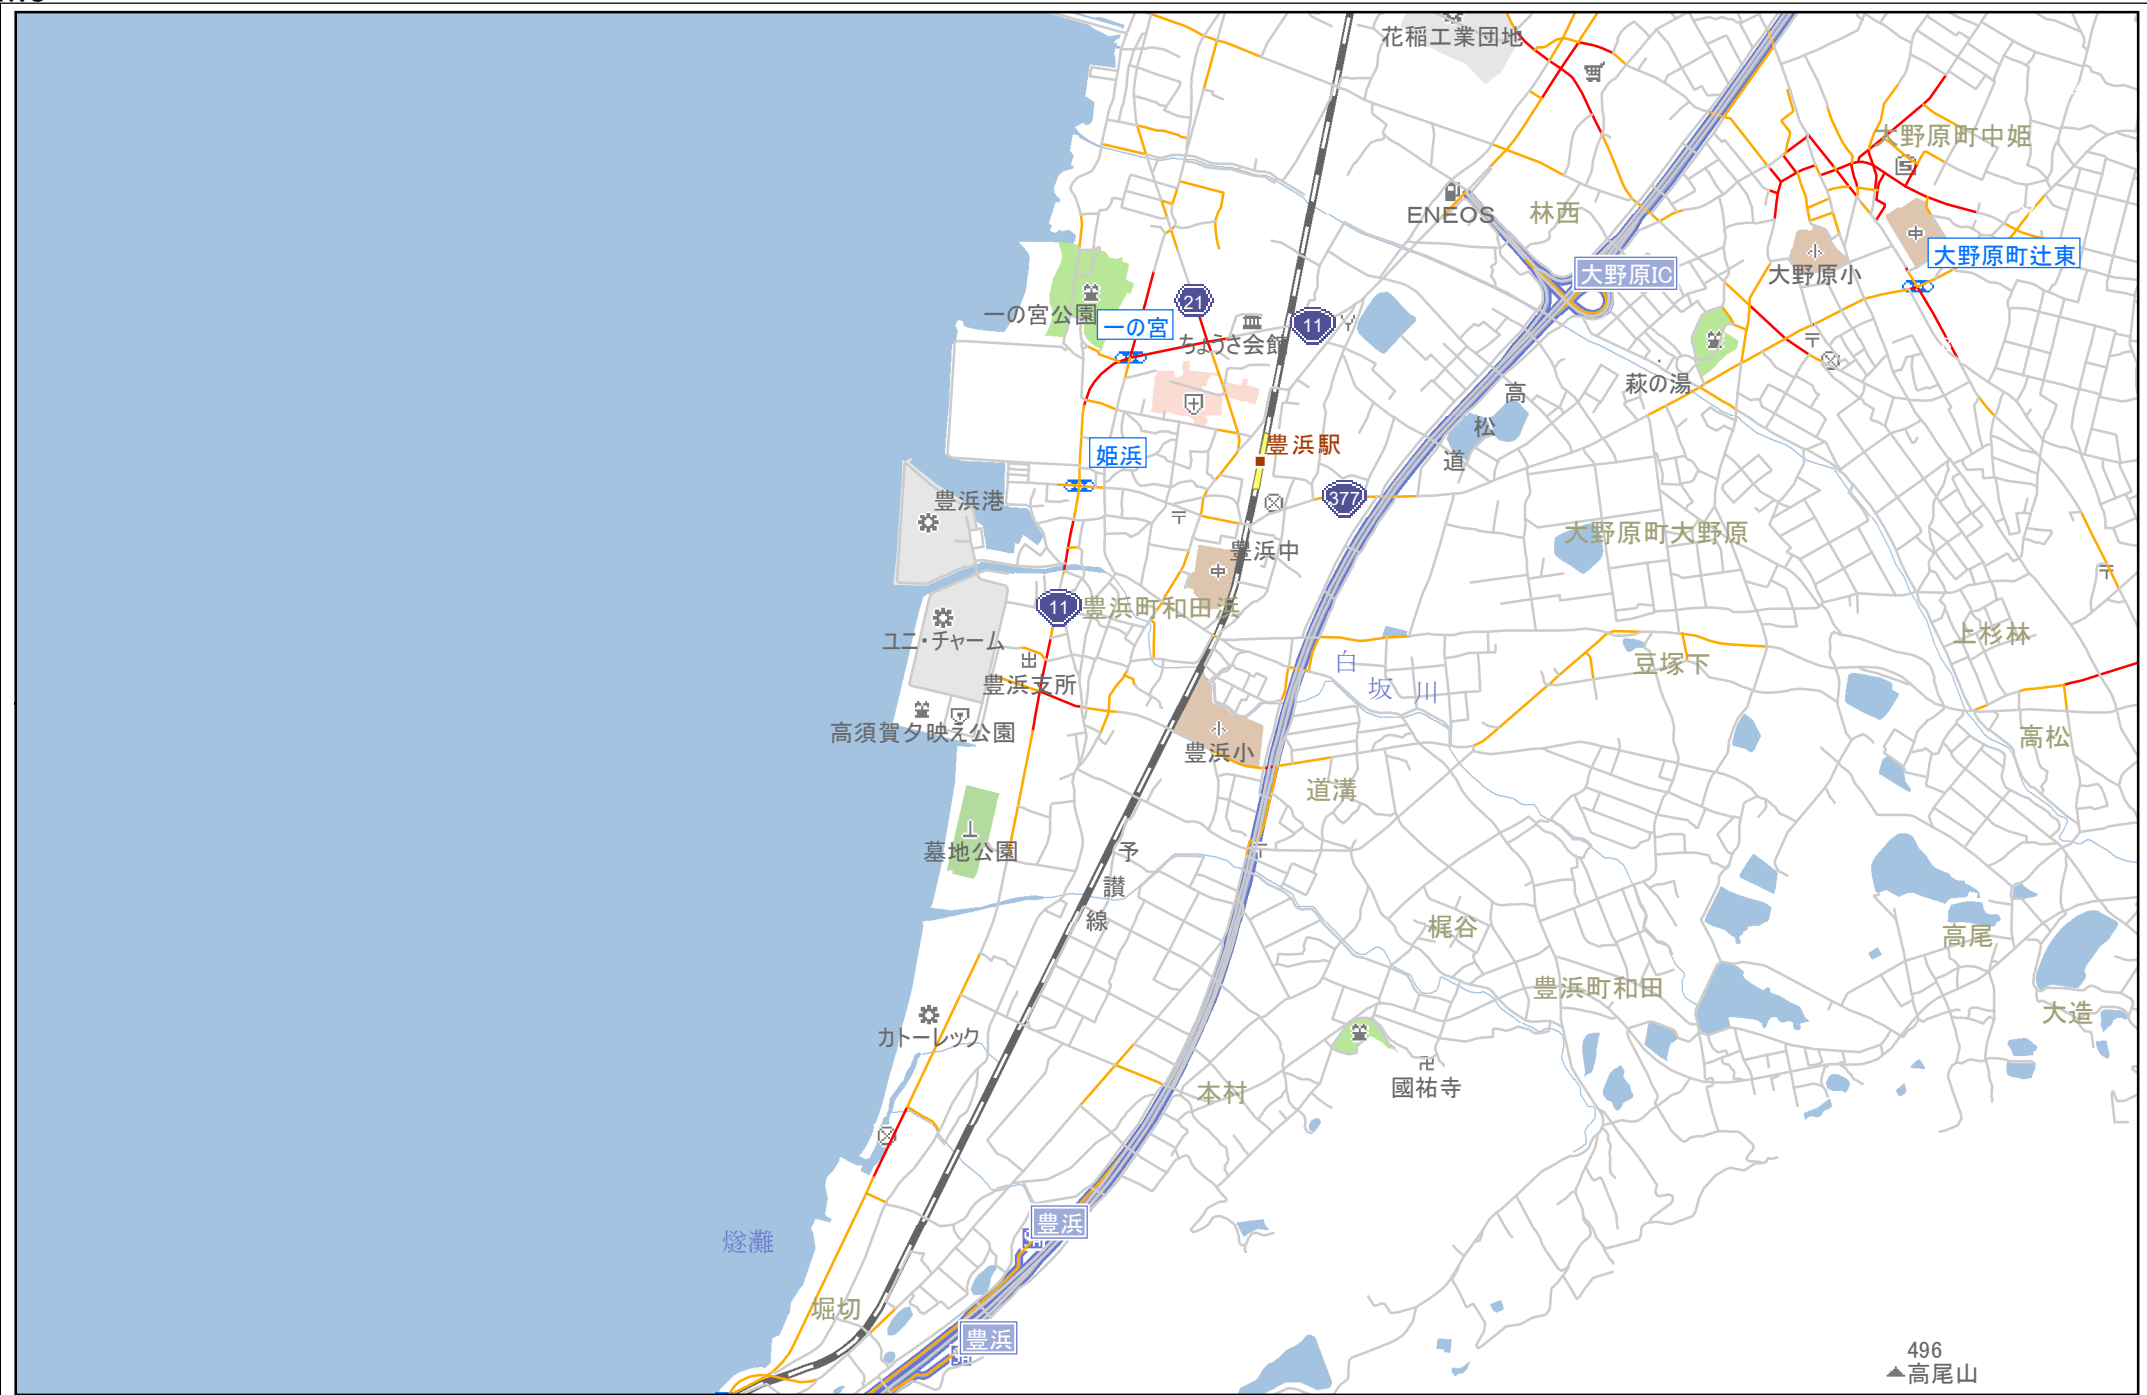 花稲工業団地
大野原町中姫
ENEOS
林西
大野原町辻東
大野原IC
大野原小
21
一の宮公園
一の宮
11
ちょうさ会館
萩の湯
高松道
豊浜駅
姫浜
377
豊浜港
大野原町大野原
豊浜中
11
豊浜町和田浜
上杉林
ユニ・チャーム
白坂川
豊塚下
豊浜支所
高須賀夕映え公園
高松
豊浜小
道溝
墓地公園
予讃線
梶谷
高尾
豊浜町和田
大造
カトーレック
本村
國祐寺
豊浜
燧灘
堀切
豊浜
496
高尾山